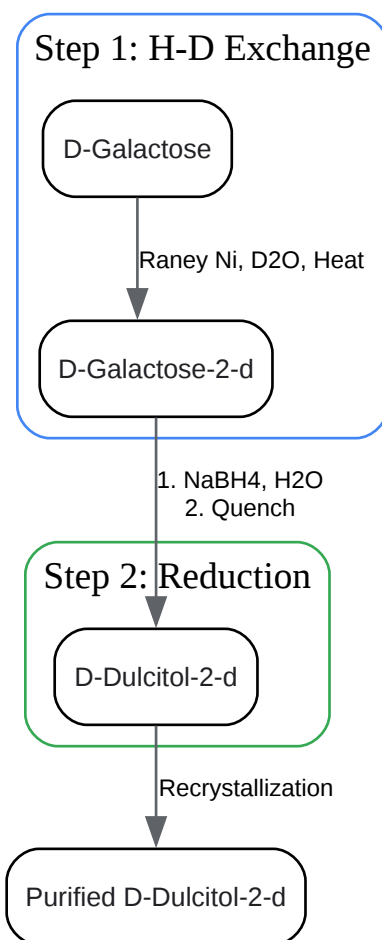 Step 1: H-D Exchange
D-Galactose
Raney Ni, D2O, Heat
D-Galactose-2-d
1. NaBH4, H2O
2. Quench
Step 2: Reduction
D-Dulcitol-2-d
Recrystallization
Purified D-Dulcitol-2-d